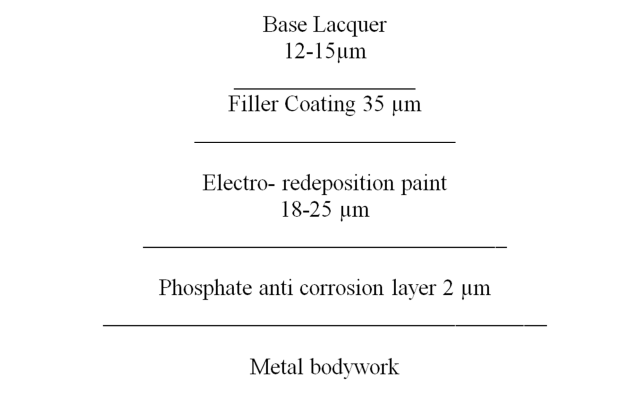 Base Lacquer
12-15µm
Filler Coating 35 µm
Electro- redeposition paint
18-25 µm
Phosphate anti corrosion layer 2 µm
Metal bodywork